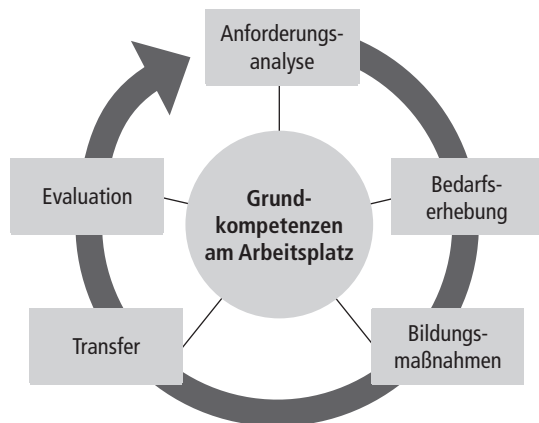 Anforderungs-
analyse
Bedarfs-
erhebung
Bildungs-
maßnahmen
Transfer
Evaluation
Grund-
kompetenzen
am Arbeitsplatz